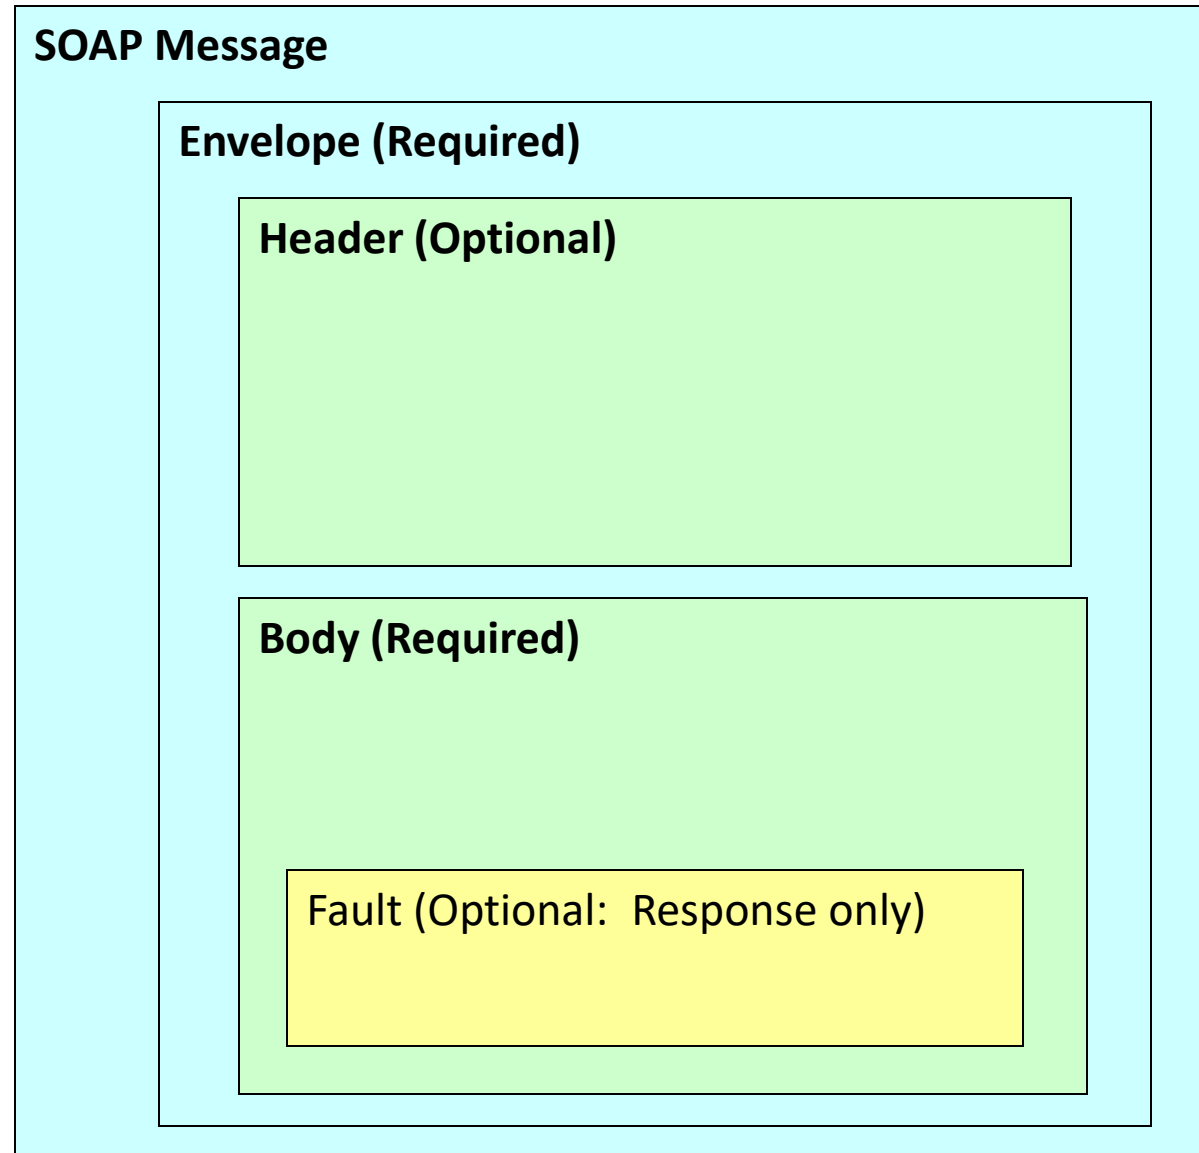 SOAP Message
Envelope (Required)
Header (Optional)
Body (Required)
Fault (Optional:  Response only)